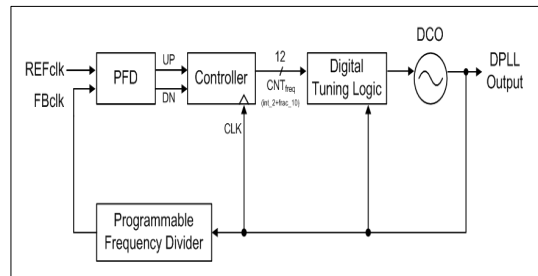 REFclk
FBclk
PFD
UP
DN
Controller
CLK
12
CNTfreq
(int_2+frac_10)
Digital
Tuning Logic
DCO
DPLL
Output
Programmable
Frequency Divider